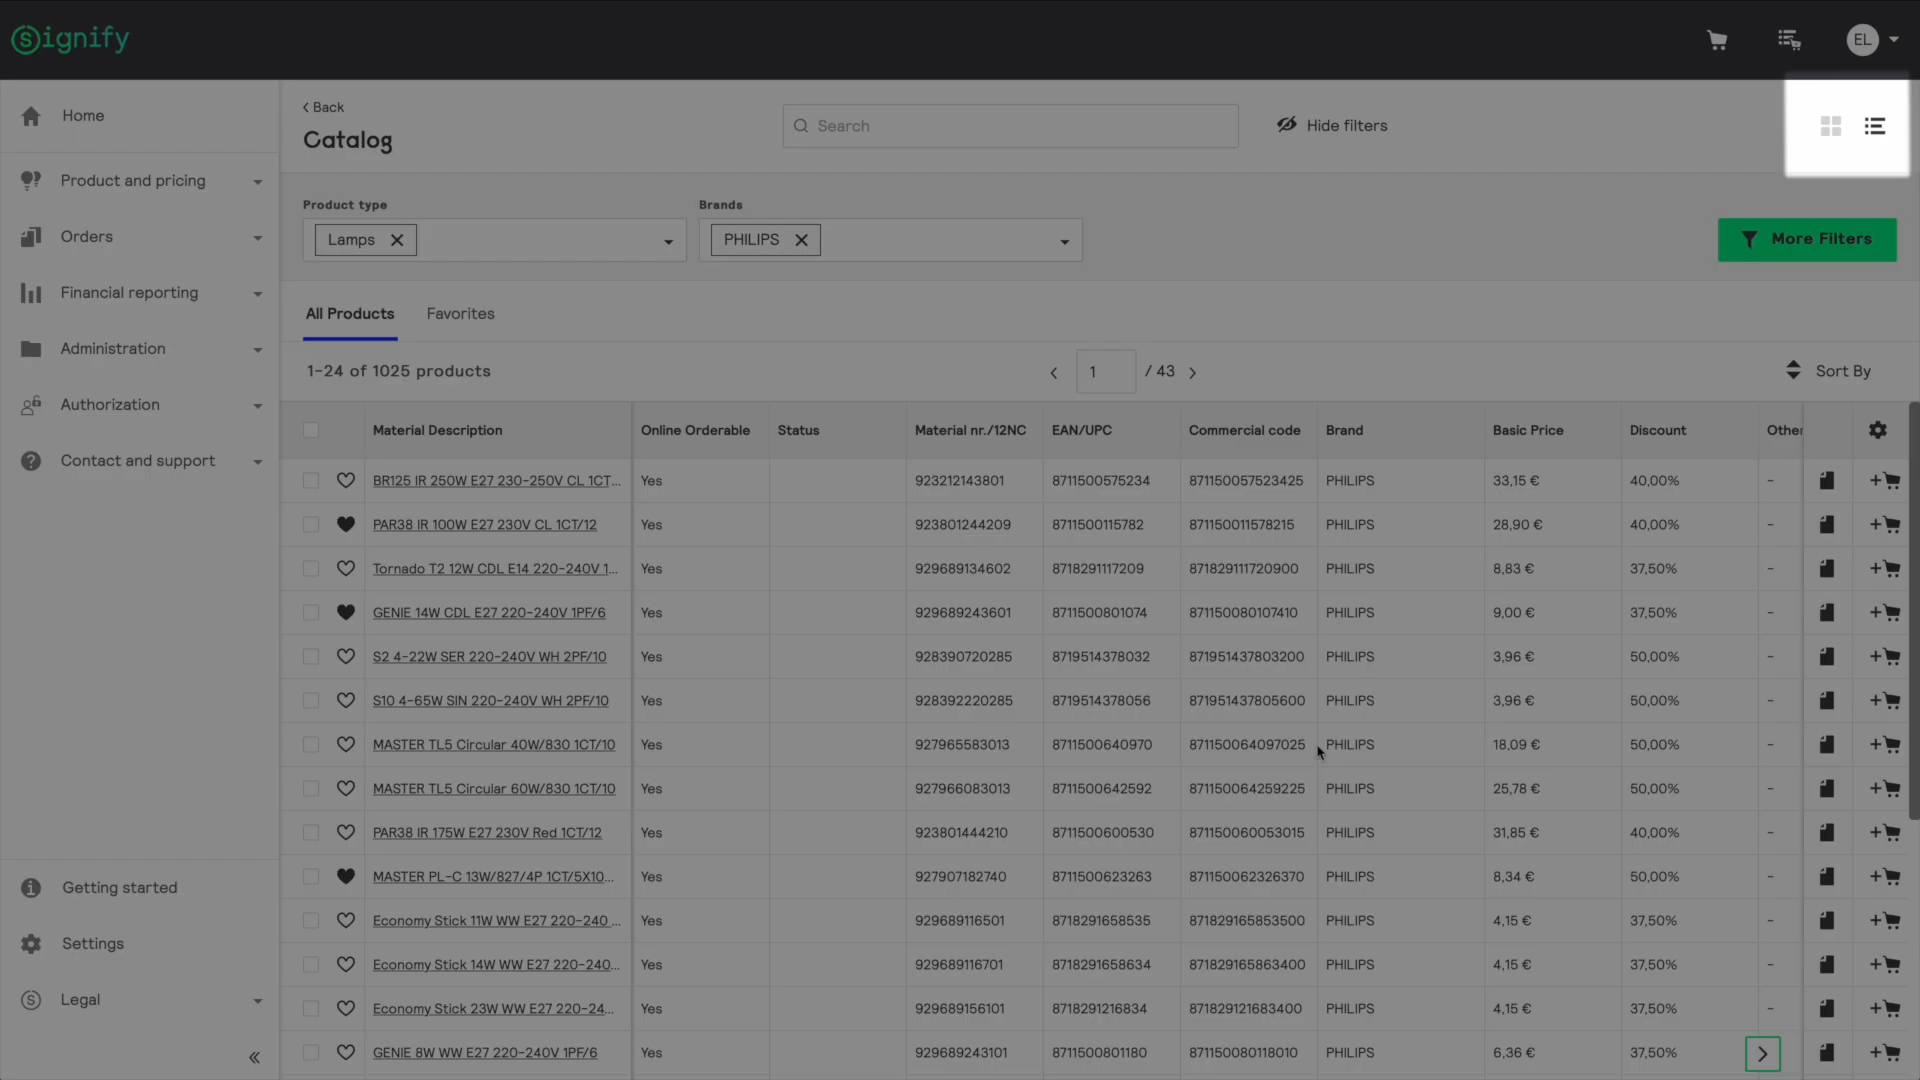 Signify
EL
Home
Product and pricing
Orders
Financial reporting
Administration
Authorization
Contact and support
Getting started
Settings
Legal
Back
Catalog
Search
Hide filters
Product type
Lamps
Brands
PHILIPS
More Filters
All Products Favorites
1-24 of 1025 products
1 / 43
Sort By
Material Description Online Orderable Status Material nr./12NC EAN/UPC Commercial code Brand Basic Price Discount Other
BR125 IR 250W E27 230-250V CL 1CT... Yes 923212143801 8711500575234 871150057523425 PHILIPS 33,15 € 40,00% -
PAR38 IR 100W E27 230V CL 1CT/12 Yes 923801244209 8711500115782 871150011578215 PHILIPS 28,90 € 40,00% -
Tornado T2 12W CDL E14 220-240V 1... Yes 929689134602 8718291117209 871829111720900 PHILIPS 8,83 € 37,50% -
GENIE 14W CDL E27 220-240V 1PF/6 Yes 929689243601 8711500801074 871150080107410 PHILIPS 9,00 € 37,50% -
S2 4-22W SER 220-240V WH 2PF/10 Yes 928390720285 8719514378032 871951437803200 PHILIPS 3,96 € 50,00% -
S10 4-65W SIN 220-240V WH 2PF/10 Yes 928392220285 8719514378056 871951437805600 PHILIPS 3,96 € 50,00% -
MASTER TL5 Circular 40W/830 1CT/10 Yes 927965583013 8711500640970 871150064097025 PHILIPS 18,09 € 50,00% -
MASTER TL5 Circular 60W/830 1CT/10 Yes 927966083013 8711500642592 871150064259225 PHILIPS 25,78 € 50,00% -
PAR38 IR 175W E27 230V Red 1CT/12 Yes 923801444210 8711500600530 871150060053015 PHILIPS 31,85 € 40,00% -
MASTER PL-C 13W/827/4P 1CT/5X10... Yes 927907182740 8711500623263 871150062326370 PHILIPS 8,34 € 50,00% -
Economy Stick 11W WW E27 220-240 ... Yes 929689116501 8718291658535 871829165853500 PHILIPS 4,15 € 37,50% -
Economy Stick 14W WW E27 220-240... Yes 929689116701 8718291658634 871829165863400 PHILIPS 4,15 € 37,50% -
Economy Stick 23W WW E27 220-24... Yes 929689156101 8718291216834 871829121683400 PHILIPS 4,15 € 37,50% -
GENIE 8W WW E27 220-240V 1PF/6 Yes 929689243101 8711500801180 871150080118010 PHILIPS 6,36 € 37,50%